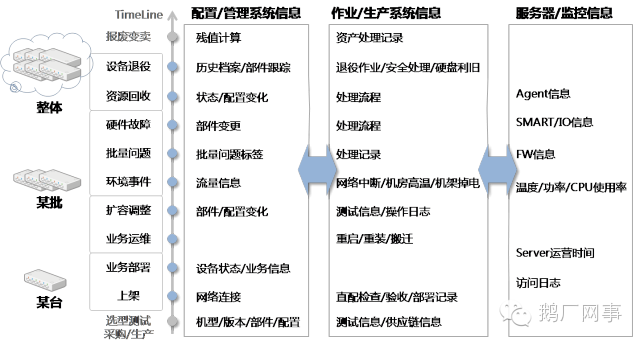 TimeLine 配置/管理系统信息 作业/生产系统信息 服务器/监控信息
报废变卖 残值计算 资产处理记录
设备退役 历史档案/部件跟踪 退役作业/安全处理/硬盘利旧
整体
资源回收 状态/配置变化 处理流程 Agent信息
硬件故障 部件变更 处理流程 SMART/IO信息
批量问题 批量问题标签 处理记录 FW信息
环境事件 流量信息 网络中断/机房高温/机架掉电 温度/功率/CPU使用率
某批
扩容调整 部件/配置变化 测试信息/操作日志
业务运维 重启/重装/搬迁 Server运营时间
业务部署 设备状态/业务信息 访问日志
某台
上架 网络连接 直配检查/验收/部署记录
选型测试 机型/版本/部件/配置 测试信息/供应链信息
采购/生产
鹅厂网事